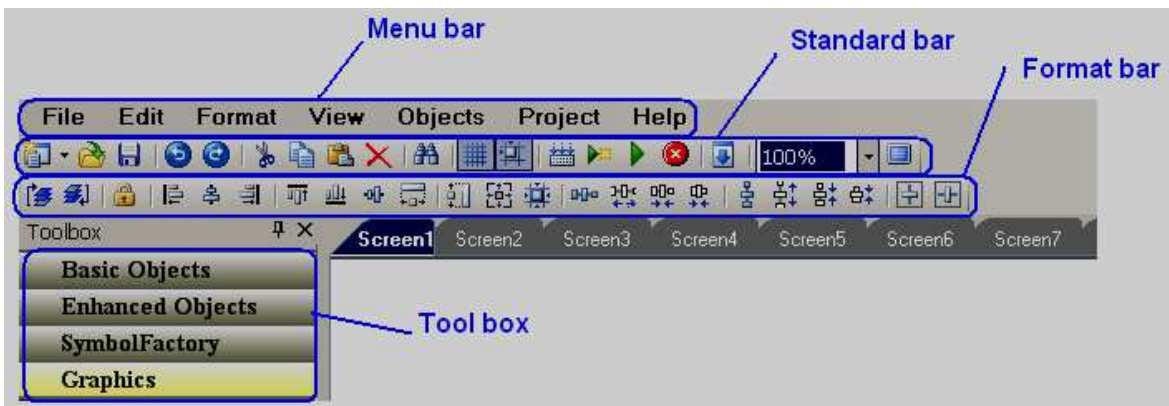 Menu bar
Standard bar
Format bar
File Edit Format View Objects Project Help
100%
Toolbox
Screen1 Screen2 Screen3 Screen4 Screen5 Screen6 Screen7
Basic Objects
Enhanced Objects
SymbolFactory
Graphics
Tool box